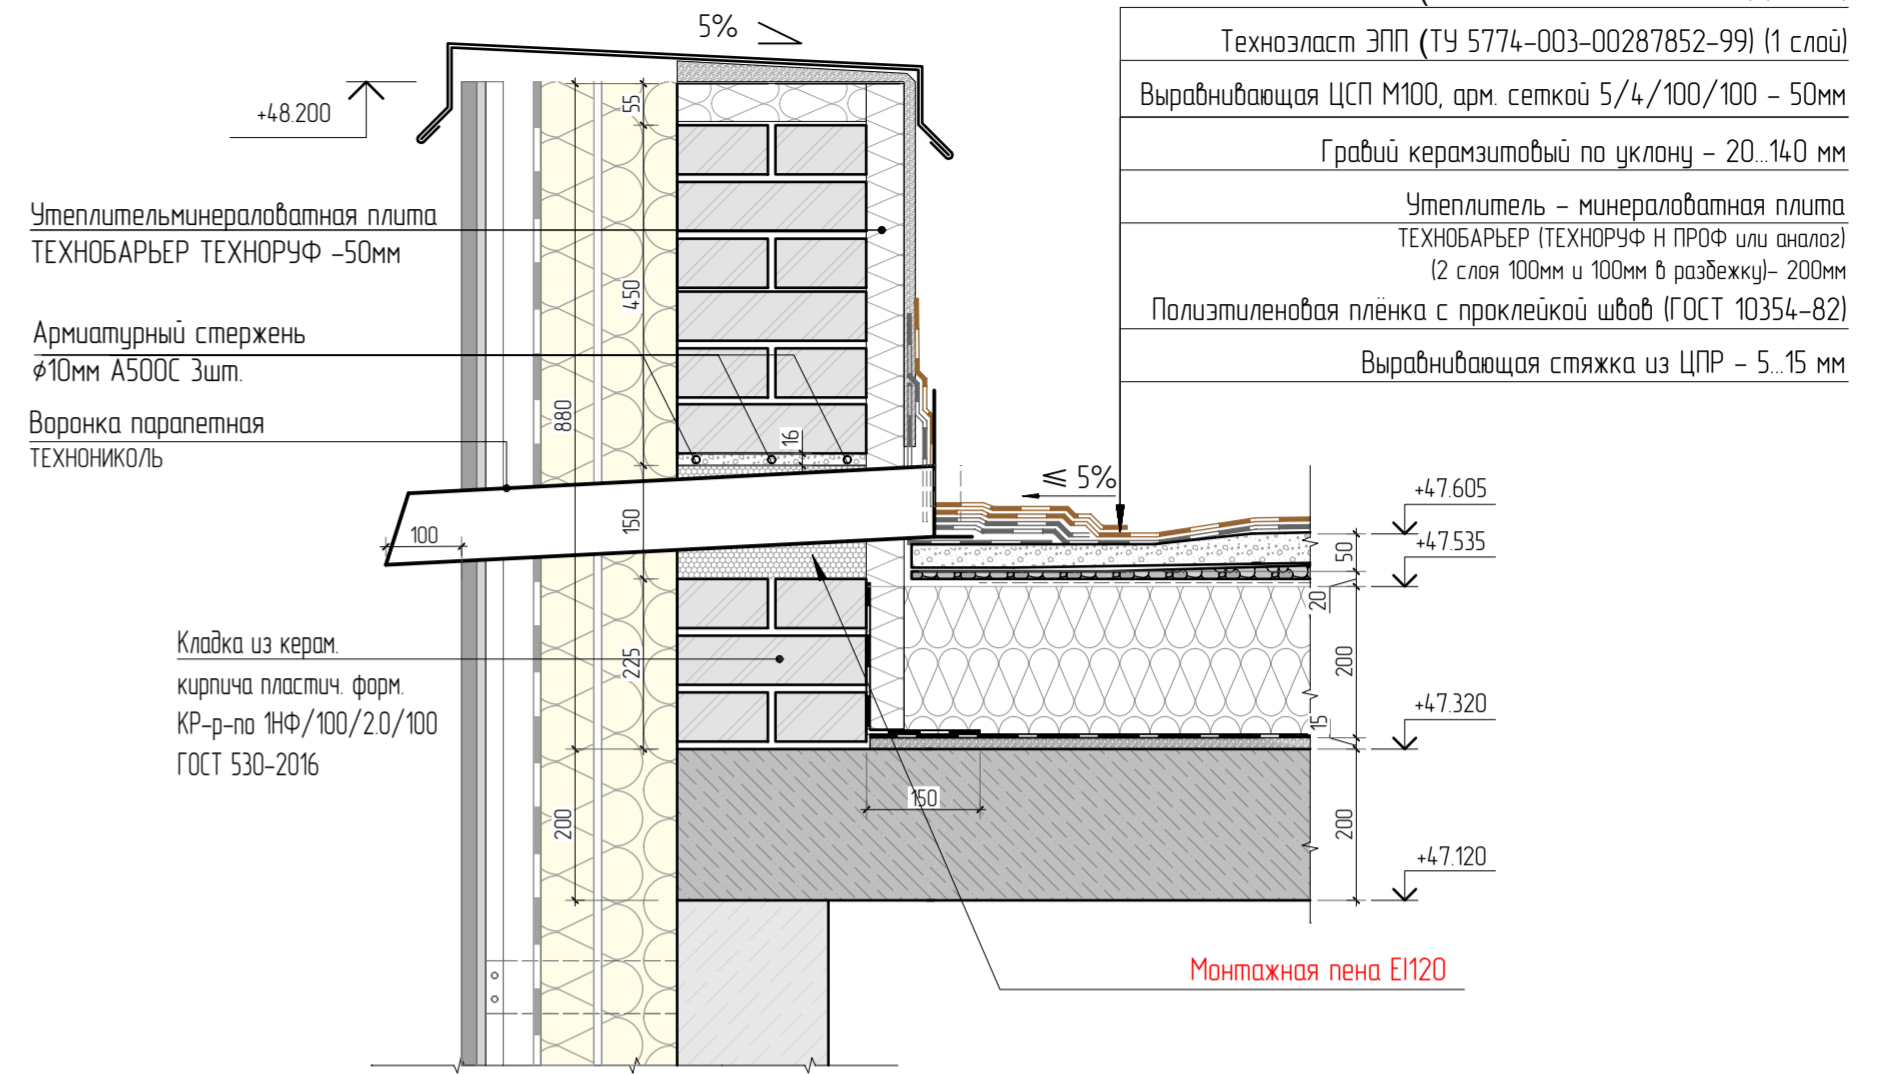 5%
Техноэласт ЭПП (ТУ 5774-003-00287852-99) (1 слой)
Выравнивающая ЦСП М100, арм. сеткой 5/4/100/100 - 50мм
Гравий керамзитовый по уклону - 20...140 мм
Утеплитель - минераловатная плита
ТЕХНОБАРЬЕР (ТЕХНОРУФ Н ПРОФ или аналог)
(2 слоя 100мм и 100мм в разбежку)- 200мм
Полиэтиленовая плёнка с проклейкой швов (ГОСТ 10354-82)
Выравнивающая стяжка из ЦПР - 5...15 мм
+48.200
Утеплительминераловатная плита
ТЕХНОБАРЬЕР ТЕХНОРУФ -50мм
Армиатурный стержень
ϕ10мм А500С 3шт.
Воронка парапетная
ТЕХНОНИКОЛЬ
Кладка из керам.
кирпича пластич. форм.
КР-р-по 1НФ/100/2.0/100
ГОСТ 530-2016
55
450
880
16
150
100
225
200
150
≤ 5%
+47.605
50
+47.535
20
200
15
+47.320
200
+47.120
Монтажная пена EI120